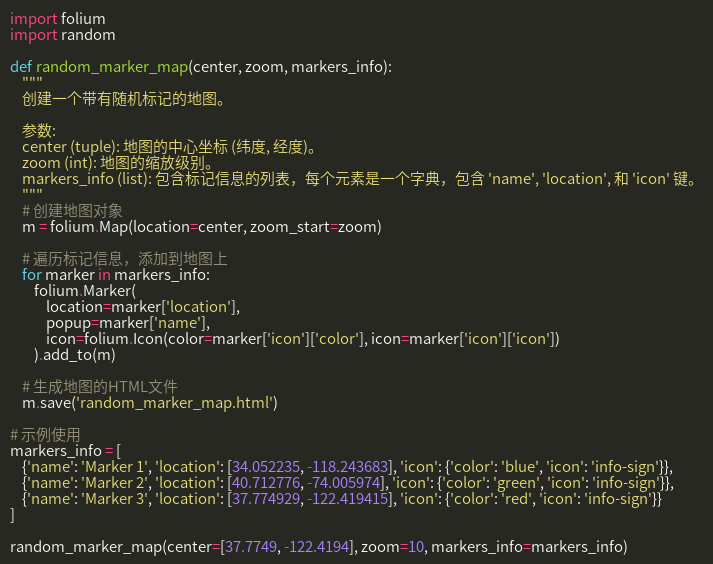 import folium
import random

def random_marker_map(center, zoom, markers_info):
    """
    创建一个带有随机标记的地图。

    参数:
    center (tuple): 地图的中心坐标 (纬度, 经度)。
    zoom (int): 地图的缩放级别。
    markers_info (list): 包含标记信息的列表，每个元素是一个字典，包含 'name', 'location', 和 'icon' 键。
    """
    # 创建地图对象
    m = folium.Map(location=center, zoom_start=zoom)

    # 遍历标记信息，添加到地图上
    for marker in markers_info:
        folium.Marker(
            location=marker['location'],
            popup=marker['name'],
            icon=folium.Icon(color=marker['icon']['color'], icon=marker['icon']['icon'])
        ).add_to(m)

    # 生成地图的HTML文件
    m.save('random_marker_map.html')

# 示例使用
markers_info = [
    {'name': 'Marker 1', 'location': [34.052235, -118.243683], 'icon': {'color': 'blue', 'icon': 'info-sign'}},
    {'name': 'Marker 2', 'location': [40.712776, -74.005974], 'icon': {'color': 'green', 'icon': 'info-sign'}},
    {'name': 'Marker 3', 'location': [37.774929, -122.419415], 'icon': {'color': 'red', 'icon': 'info-sign'}}
]

random_marker_map(center=[37.7749, -122.4194], zoom=10, markers_info=markers_info)